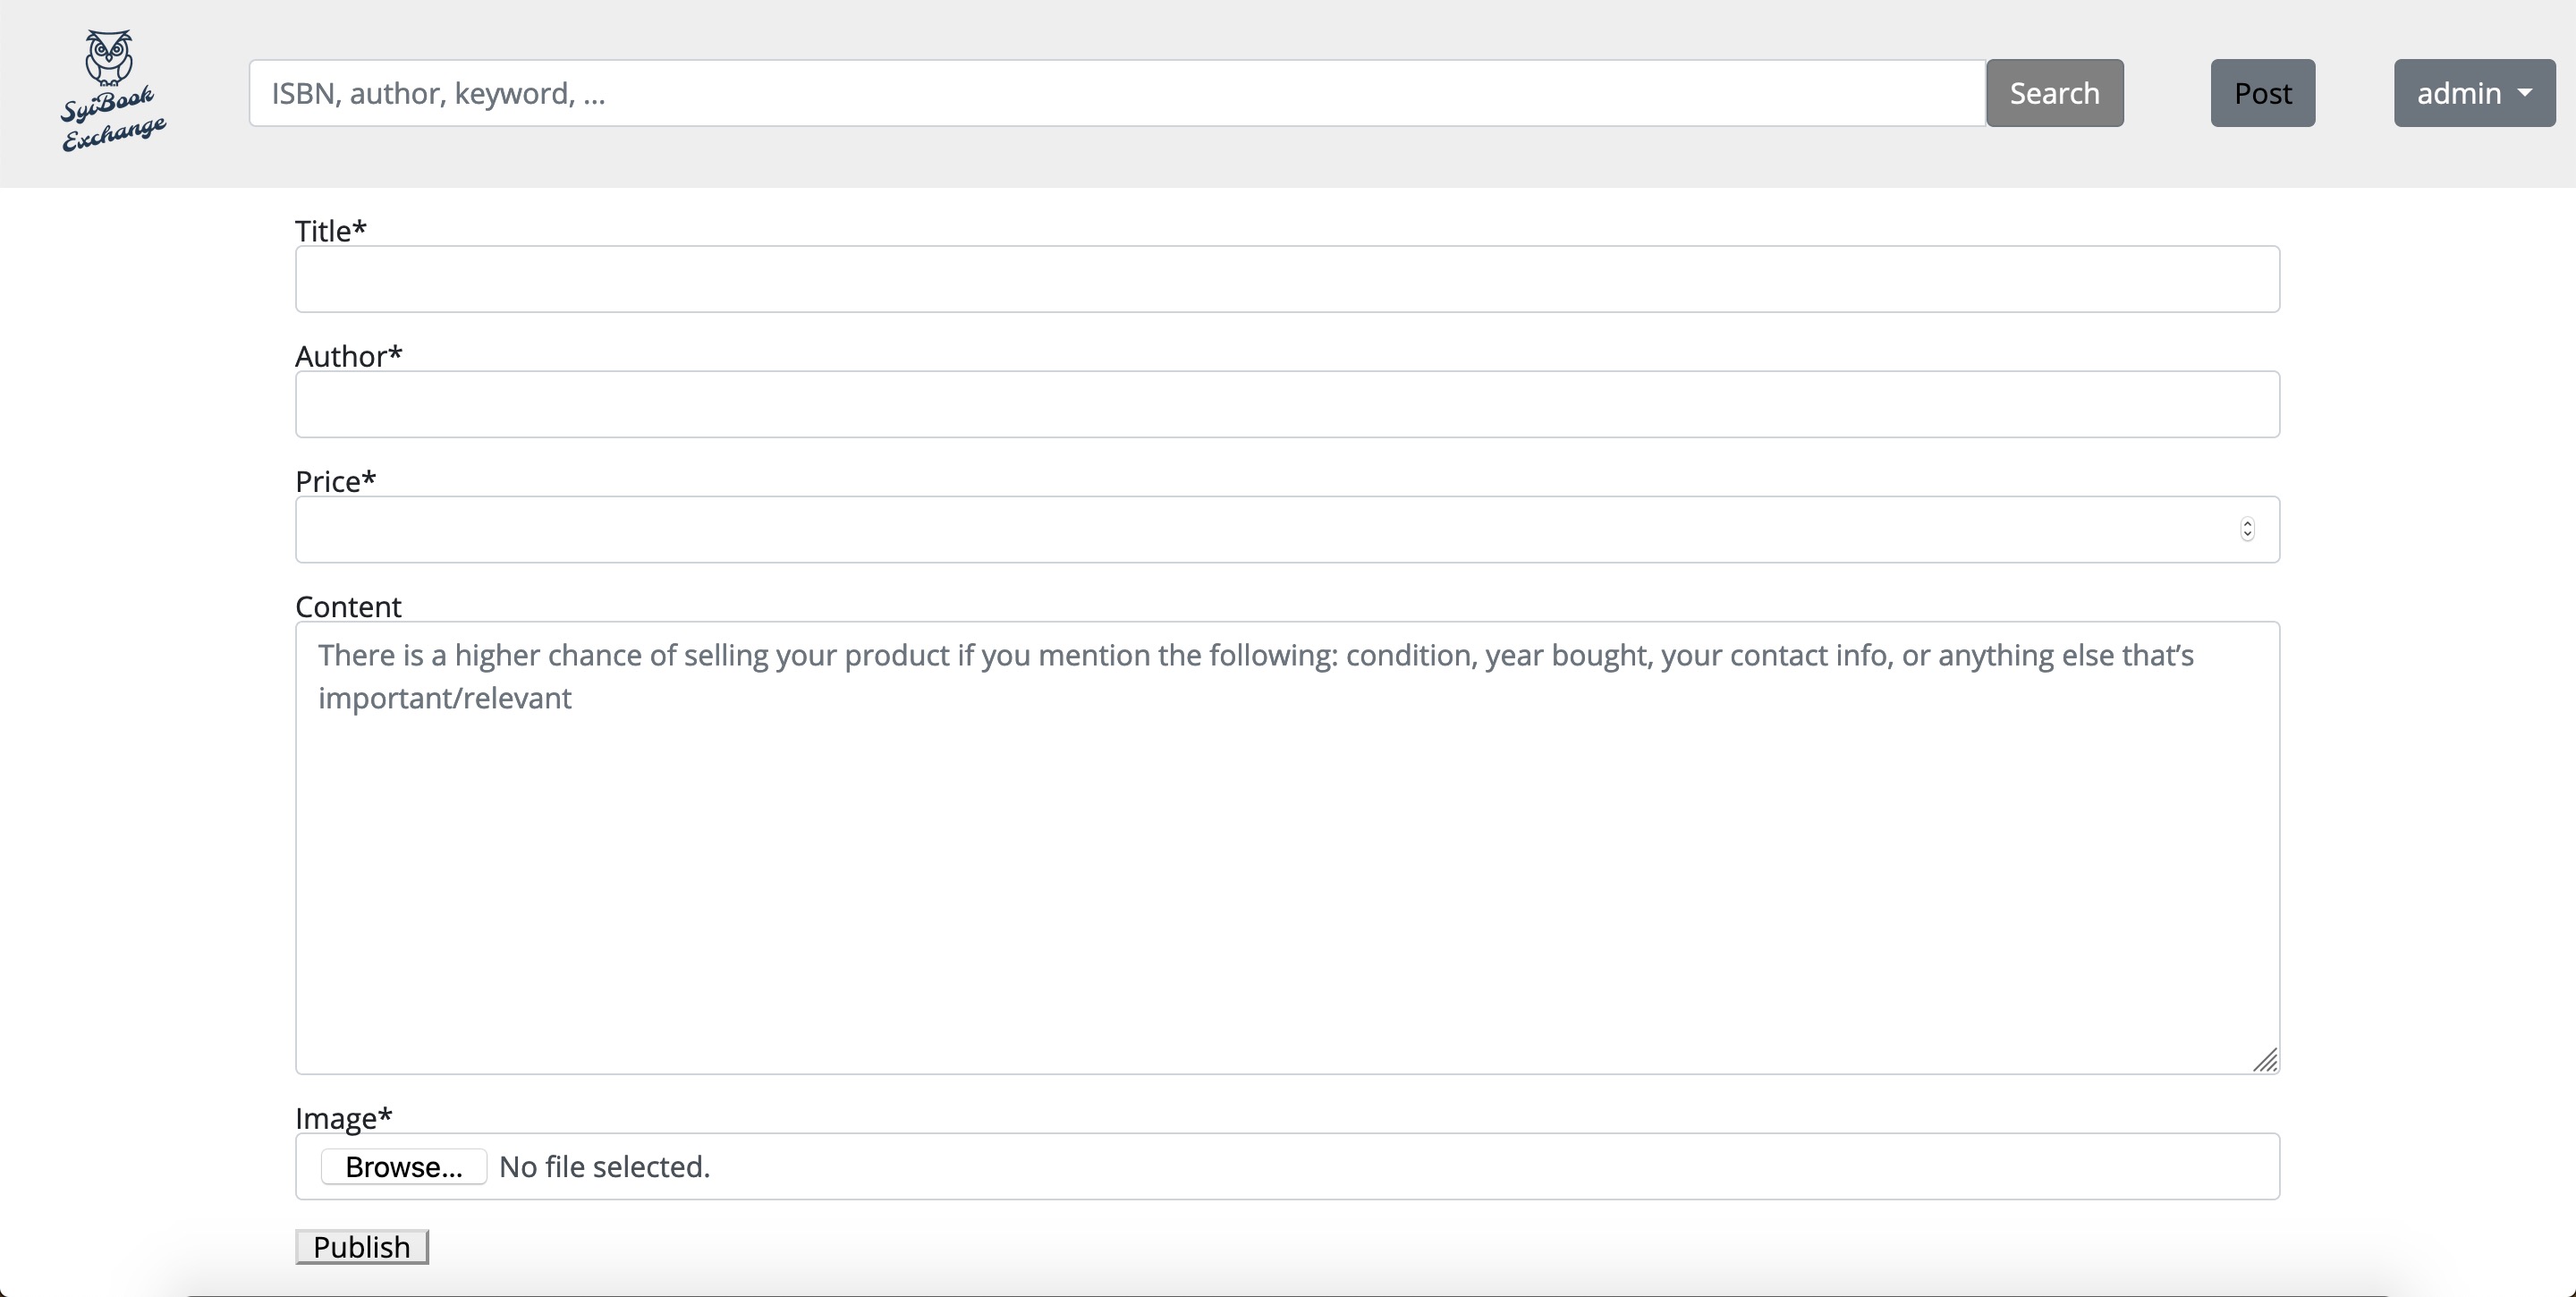 SyiBook
Exchange
ISBN, author, keyword, ...
Search
Post
admin
Title*
Author*
Price*
Content
There is a higher chance of selling your product if you mention the following: condition, year bought, your contact info, or anything else that’s
important/relevant
Image*
Browse...
No file selected.
Publish